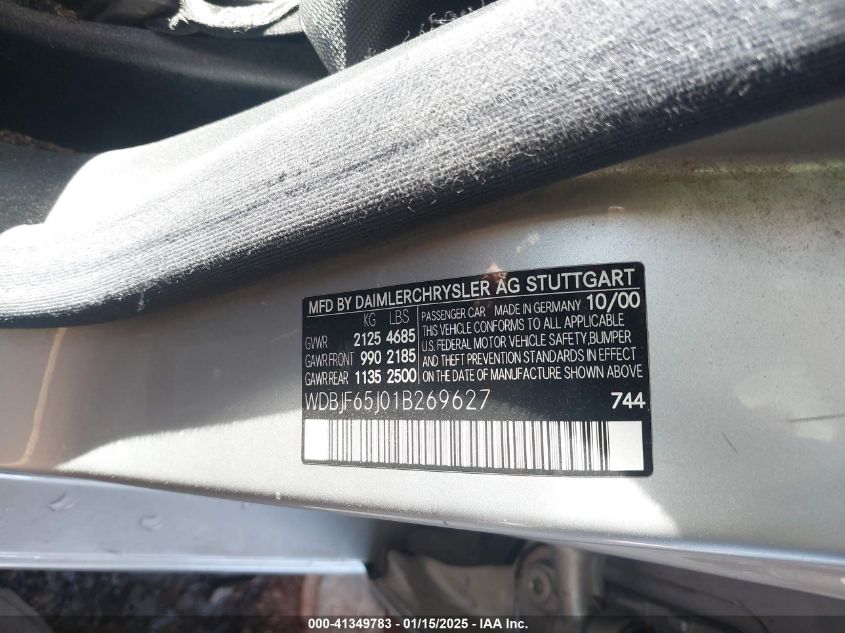 MFD BY DAIMLERCHRYSLER AG STUTTGART
KG LBS
GVWR 2125 4685
GAWR FRONT 990 2185
GAWR REAR 1135 2500
PASSENGER CAR MADE IN GERMANY 10/00
THIS VEHICLE CONFORMS TO ALL APPLICABLE
U.S. FEDERAL MOTOR VEHICLE SAFETY, BUMPER
AND THEFT PREVENTION STANDARDS IN EFFECT
ON THE DATE OF MANUFACTURE SHOWN ABOVE
WDBJF65J01B269627 744
000-41349783 - 01/15/2025 - IAA Inc.